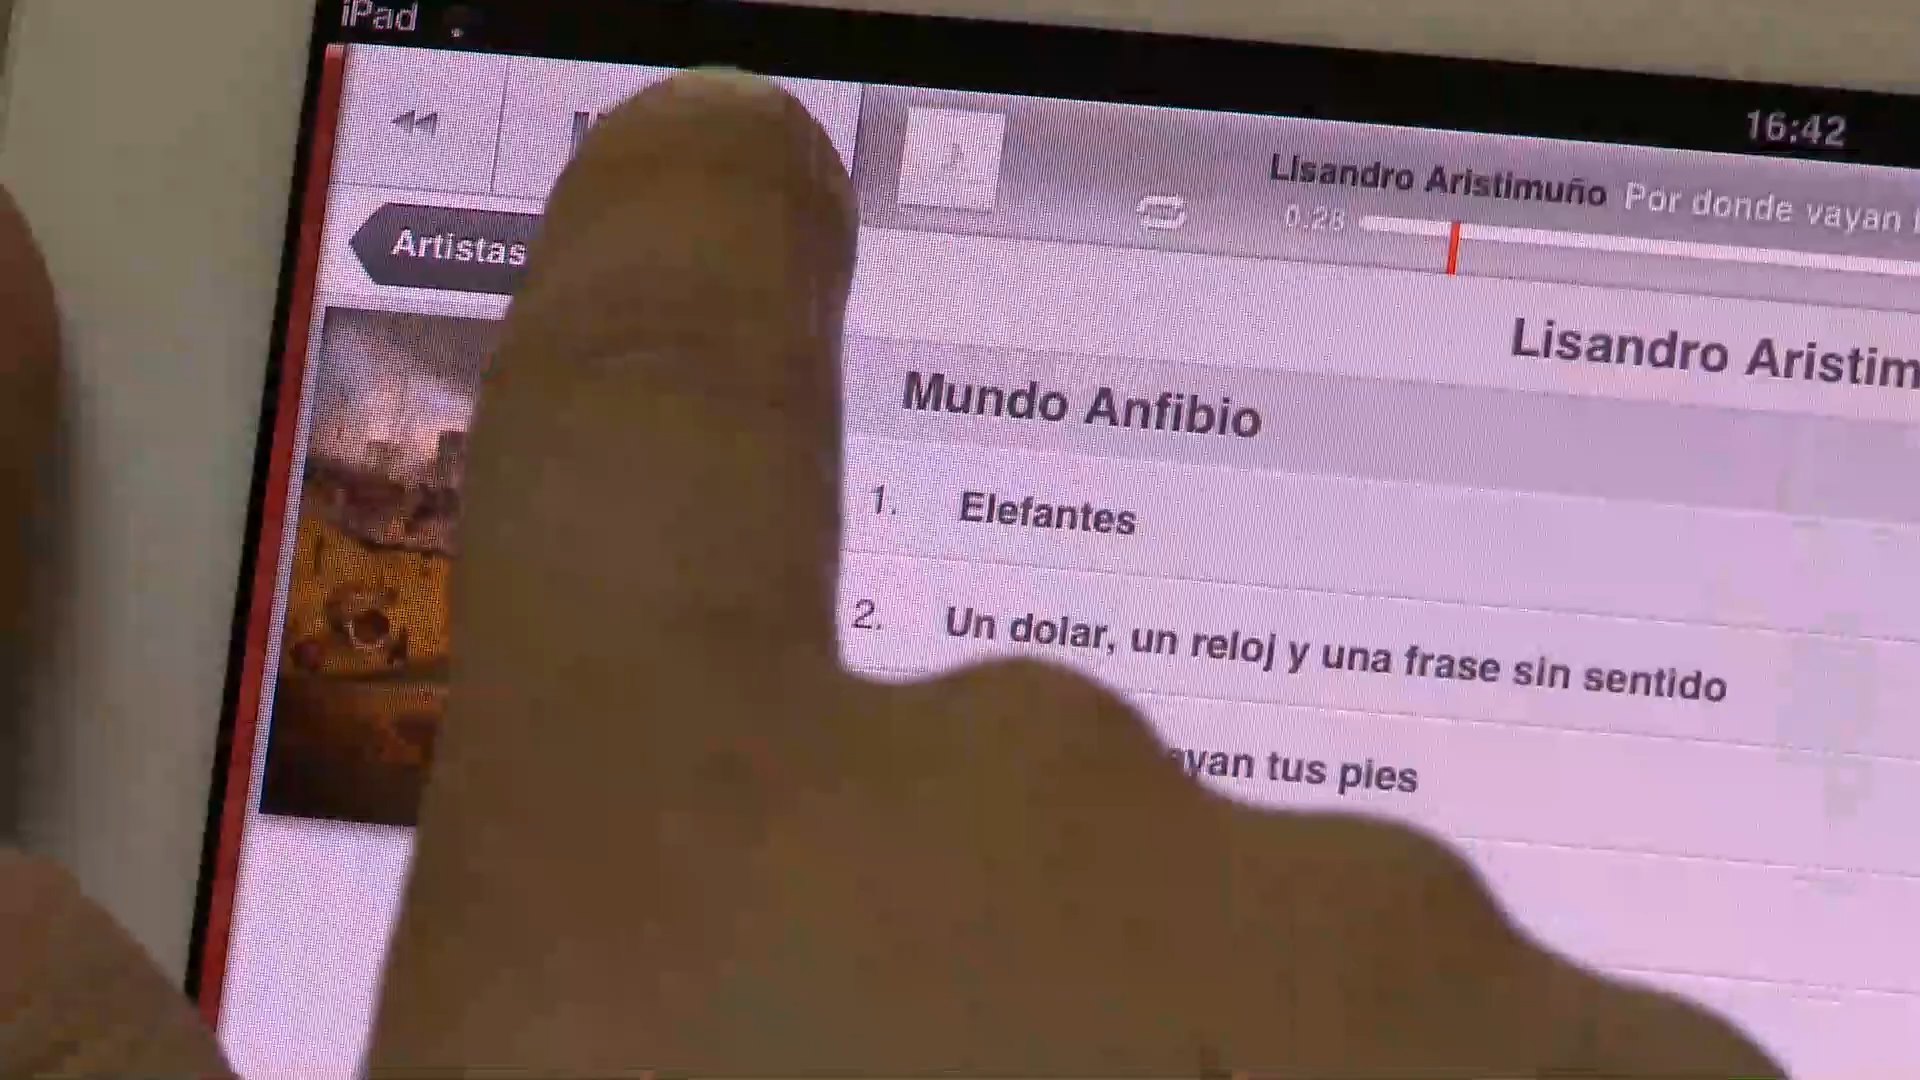 iPad
16:42
Lisandro Aristimuño Por donde vayan
0:28
Artistas
Lisandro Aristim
Mundo Anfibio
1. Elefantes
2. Un dolar, un reloj y una frase sin sentido
ayan tus pies